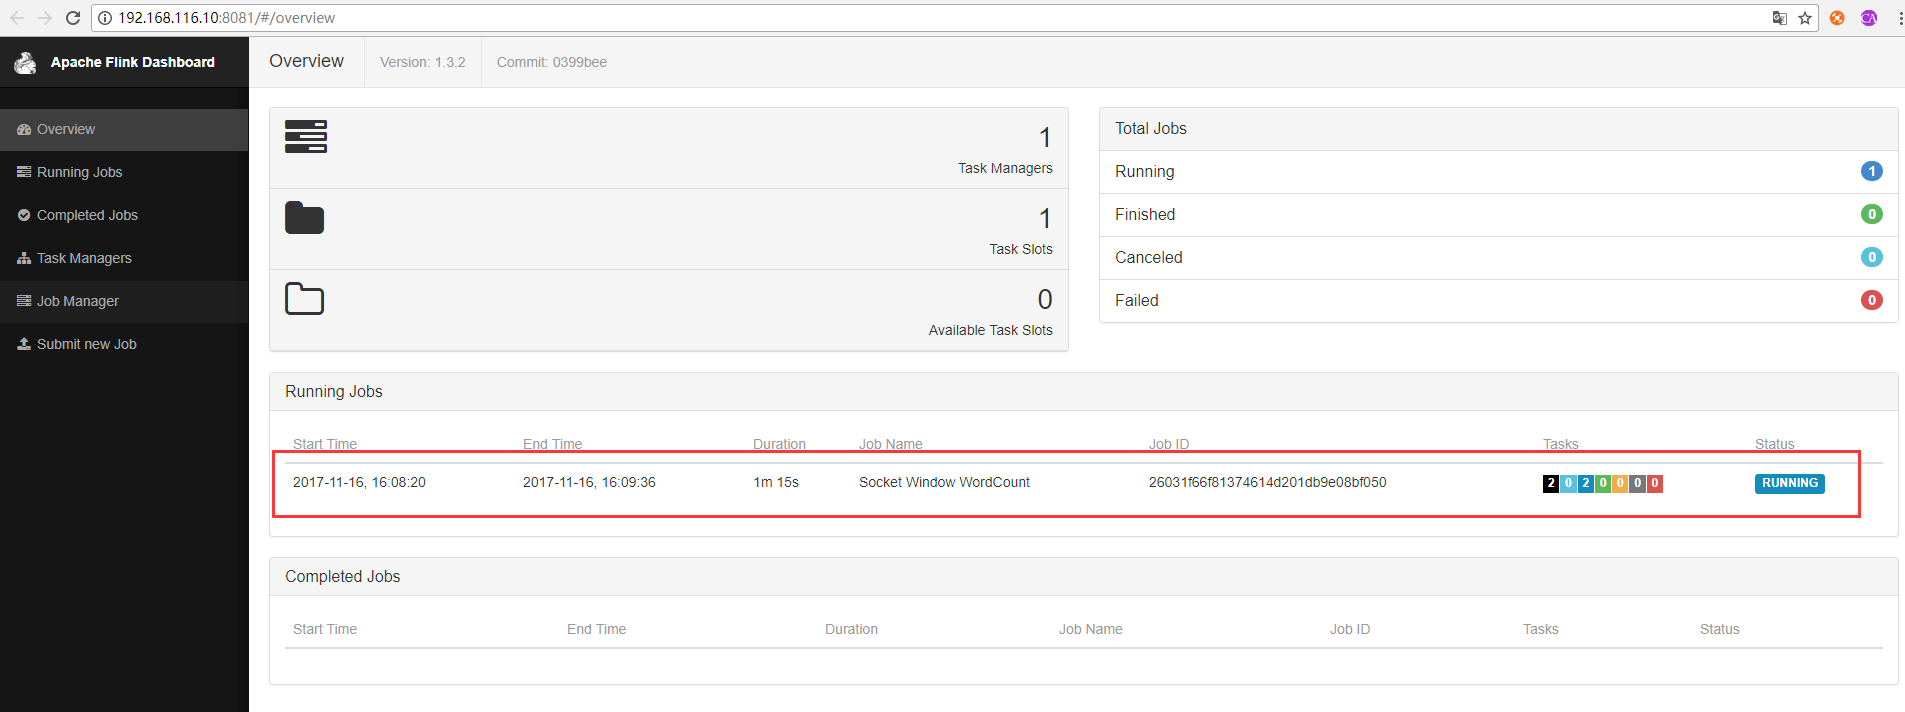 192.168.116.10:8081/#/overview
CA
Apache Flink Dashboard
Overview
Version: 1.3.2
Commit: 0399bee
Overview
Running Jobs
Completed Jobs
Task Managers
Job Manager
Submit new Job
1
Task Managers
1
Task Slots
0
Available Task Slots
Total Jobs
Running 1
Finished 0
Canceled 0
Failed 0
Running Jobs
Start Time End Time Duration Job Name Job ID Tasks Status
2017-11-16, 16:08:20 2017-11-16, 16:09:36 1m 15s Socket Window WordCount 26031f66f81374614d201db9e08bf050 2 0 2 0 0 0 0 RUNNING
Completed Jobs
Start Time End Time Duration Job Name Job ID Tasks Status